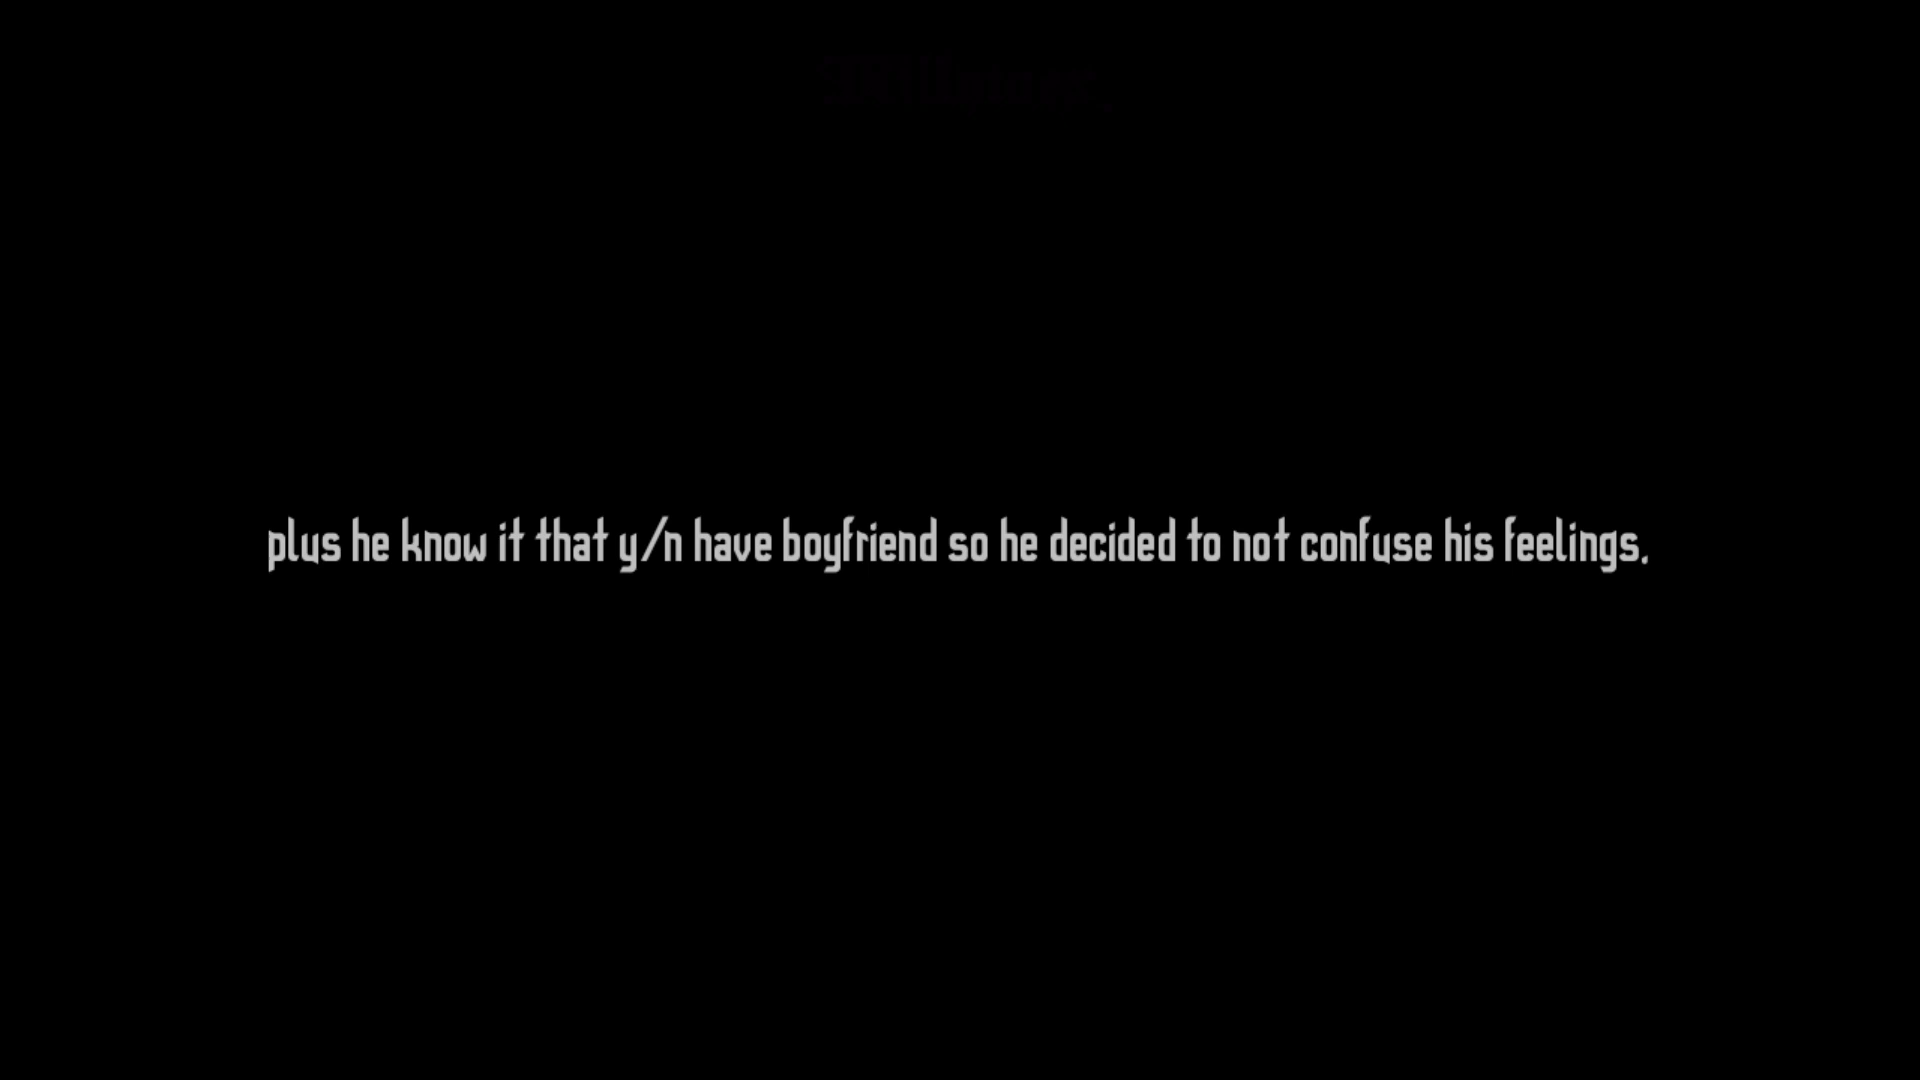 plus he know it that y/n have boyfriend so he decided to not confuse his feelings.